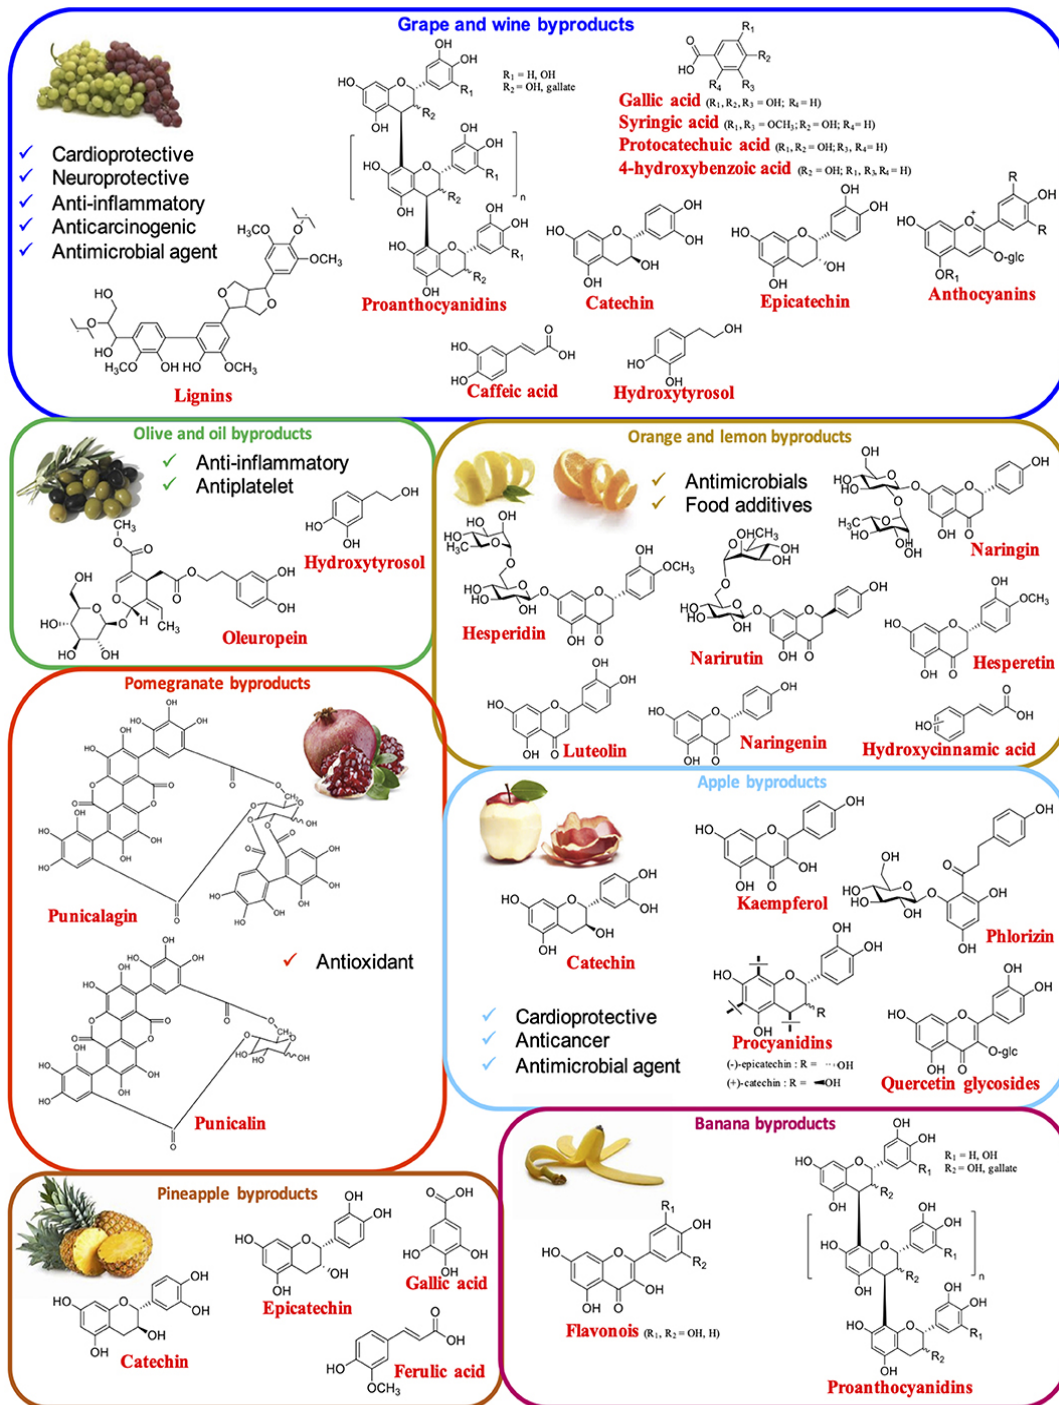 Grape and wine byproducts
Cardioprotective
Neuroprotective
Anti-inflammatory
Anticarcinogenic
Antimicrobial agent
R₁ = H, OH
R₂ = OH, gallate
Proanthocyanidins
Gallic acid (R₁, R₂, R₃ = OH; R₄ = H)
Syringic acid (R₁, R₃ = OCH₃; R₂ = OH; R₄ = H)
Protocatechuic acid (R₁, R₂ = OH; R₃, R₄ = H)
4-hydroxybenzoic acid (R₂ = OH; R₁, R₃, R₄ = H)
Catechin
Epicatechin
Anthocyanins
Lignins
Caffeic acid
Hydroxytyrosol
Olive and oil byproducts
Anti-inflammatory
Antiplatelet
Hydroxytyrosol
Oleuropein
Orange and lemon byproducts
Antimicrobials
Food additives
Naringin
Hesperidin
Narirutin
Hesperetin
Luteolin
Naringenin
Hydroxycinnamic acid
Pomegranate byproducts
Punicalagin
Antioxidant
Punicalin
Apple byproducts
Kaempferol
Phlorizin
Catechin
Cardioprotective
Anticancer
Antimicrobial agent
Procyanidins
(-)-epicatechin : R = OH
(+)-catechin : R = OH
Quercetin glycosides
Pineapple byproducts
Catechin
Epicatechin
Gallic acid
Ferulic acid
Banana byproducts
Flavonois (R₁, R₂ = OH, H)
R₁ = H, OH
R₂ = OH, gallate
Proanthocyanidins